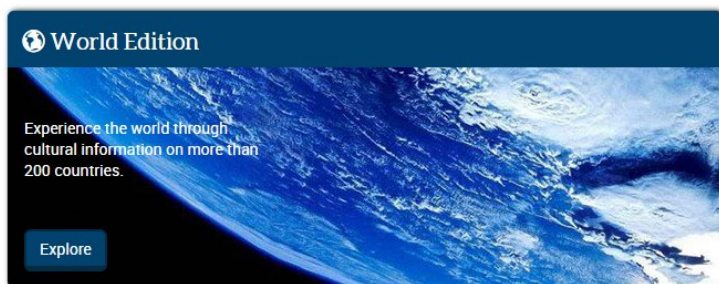 World Edition
Experience the world through
cultural information on more than
200 countries.
Explore